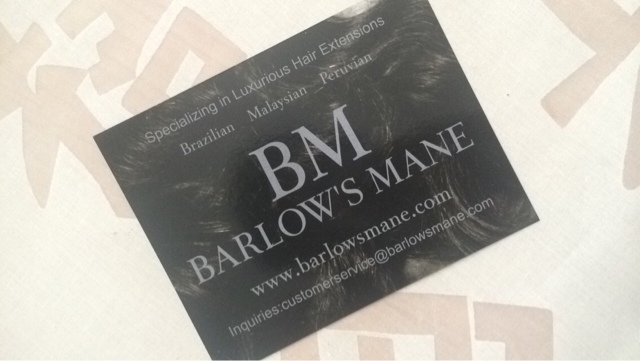 Specializing in Luxurious Hair Extensions
Brazilian Malaysian Peruvian
BM
BARLOW'S MANE
www.barlowsmane.com
Inquiries:customerservice@barlowsmane.com